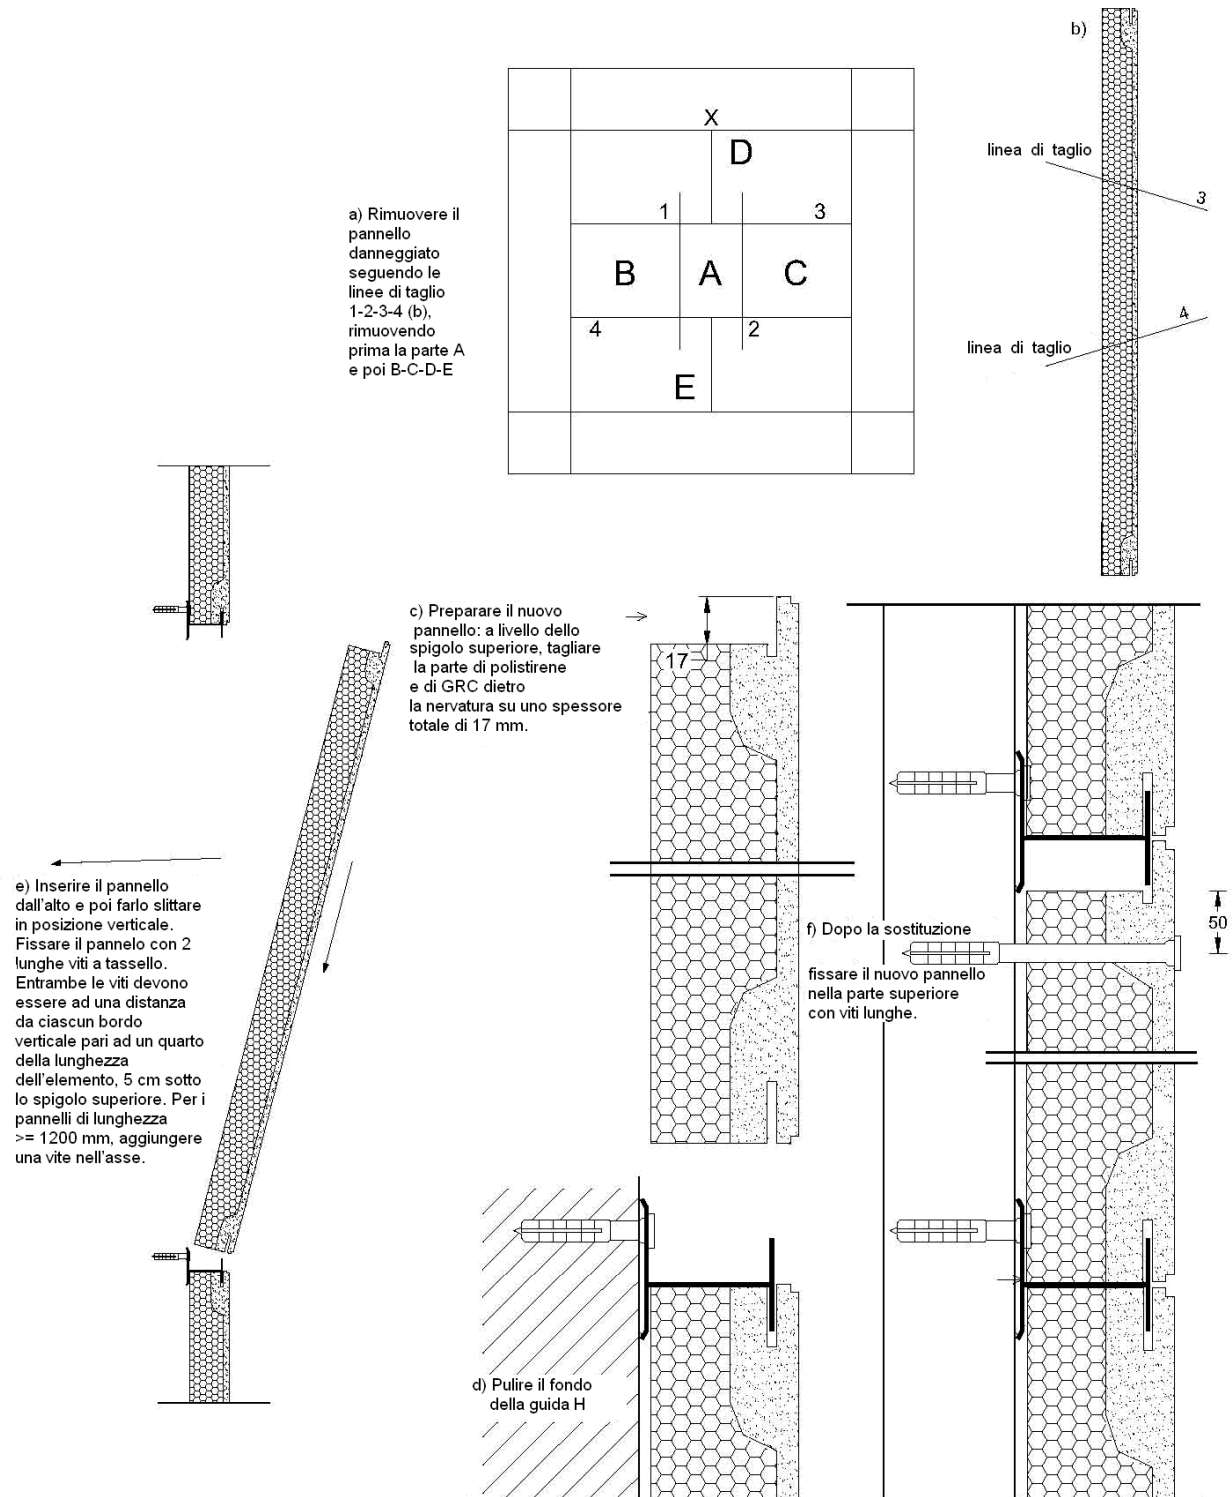 b)
X
D
linea di taglio
3
a) Rimuovere il
pannello
danneggiato
seguendo le
linee di taglio
1-2-3-4 (b),
rimuovendo
prima la parte A
e poi B-C-D-E
1
3
B
A
C
4
2
E
4
linea di taglio
c) Preparare il nuovo
pannello: a livello dello
spigolo superiore, tagliare
la parte di polistirene
e di GRC dietro
la nervatura su uno spessore
totale di 17 mm.
17
e) Inserire il pannello
dall'alto e poi farlo slittare
in posizione verticale.
Fissare il pannelo con 2
lunghe viti a tassello.
Entrambe le viti devono
essere ad una distanza
da ciascun bordo
verticale pari ad un quarto
della lunghezza
dell'elemento, 5 cm sotto
lo spigolo superiore. Per i
pannelli di lunghezza
>= 1200 mm, aggiungere
una vite nell'asse.
f) Dopo la sostituzione
fissare il nuovo pannello
nella parte superiore
con viti lunghe.
50
d) Pulire il fondo
della guida H